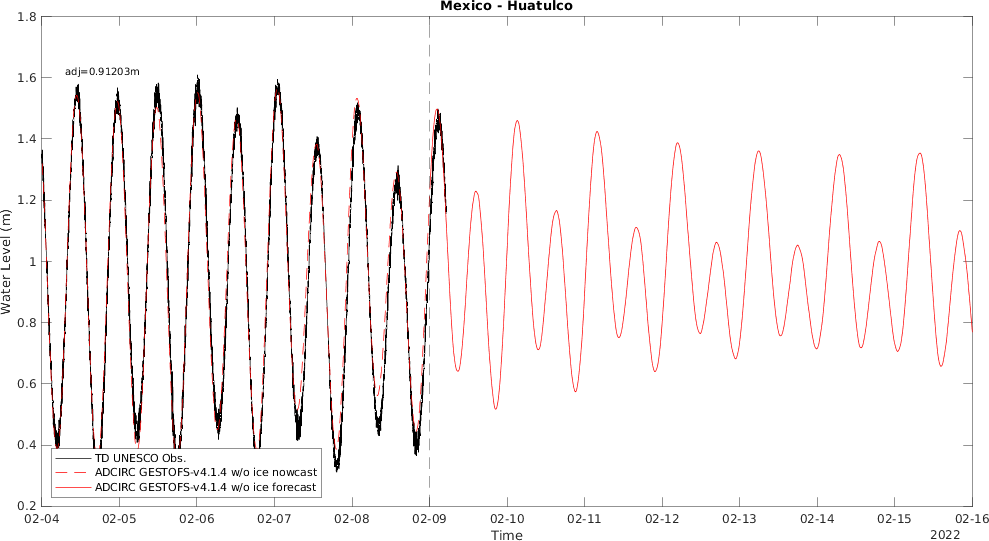 Mexico - Huatulco
1.8
1.6
1.4
1.2
1
0.8
0.6
0.4
0.2
Water Level (m)
adj=0.91203m
TD UNESCO Obs.
ADCIRC GESTOFS-v4.1.4 w/o ice nowcast
ADCIRC GESTOFS-v4.1.4 w/o ice forecast
02-04 02-05 02-06 02-07 02-08 02-09 02-10 02-11 02-12 02-13 02-14 02-15 02-16
Time
2022